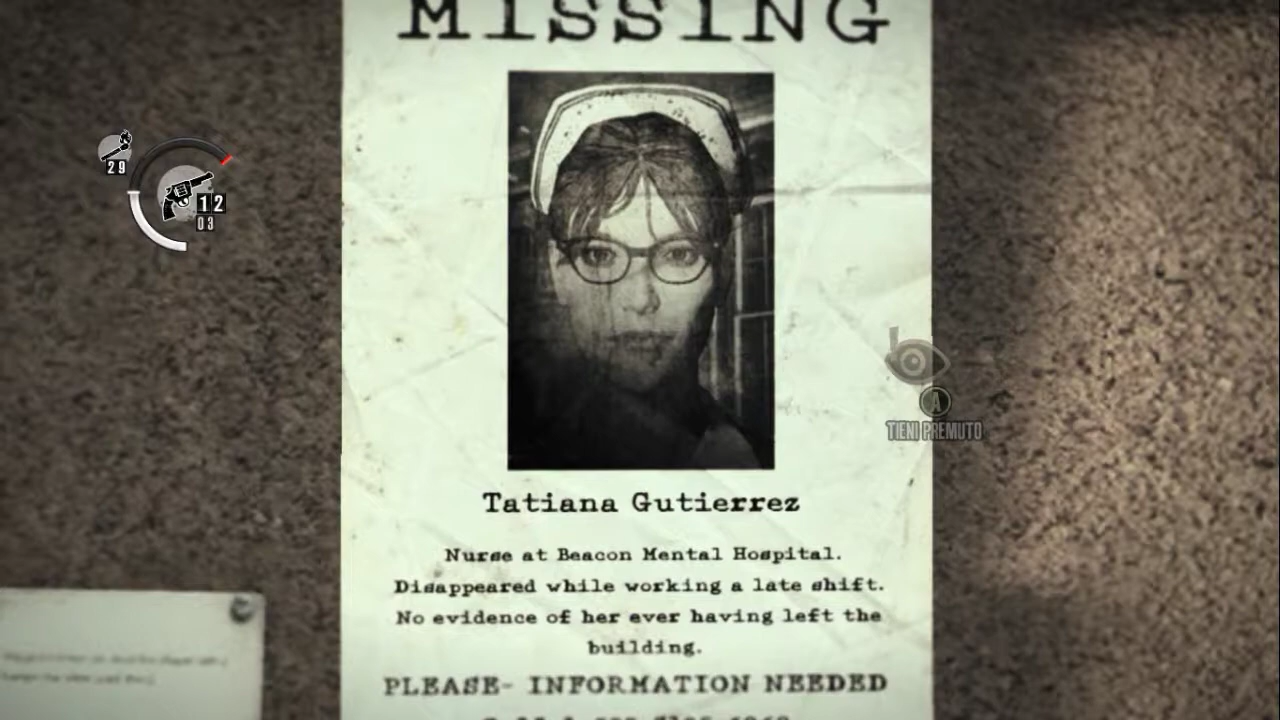 MISSING
29
12
03
A
TIENI PREMUTO
Tatiana Gutierrez
Nurse at Beacon Mental Hospital.
Disappeared while working a late shift.
No evidence of her ever having left the
building.
PLEASE- INFORMATION NEEDED